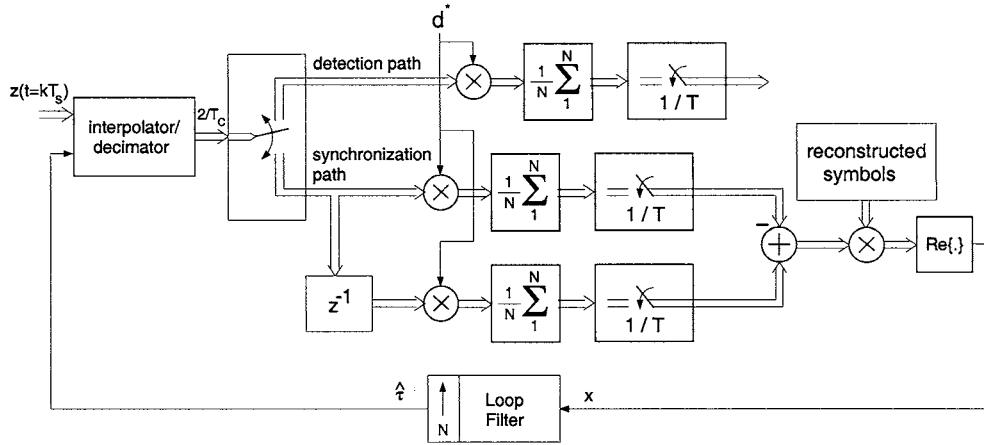 d*
detection path
z(t=kTs)
interpolator/
decimator
2/Tc
1/N Σ 1 N
1/T
synchronization
path
1/N Σ 1 N
1/T
reconstructed
symbols
−
Re{.}
z-1
1/N Σ 1 N
1/T
τ̂
N
Loop
Filter
x